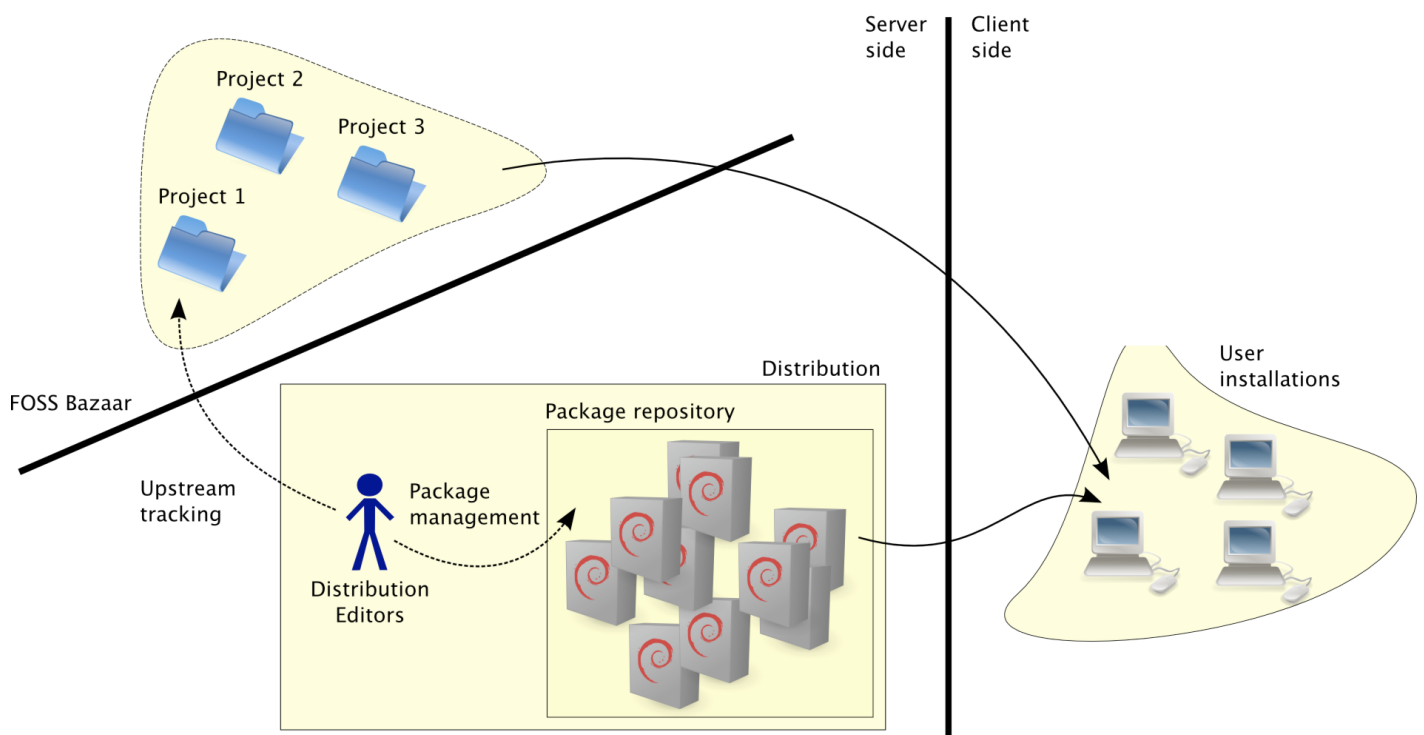 Server
side
Client
side
Project 2
Project 3
Project 1
FOSS Bazaar
Distribution
User
installations
Package repository
Upstream
tracking
Package
management
Distribution
Editors